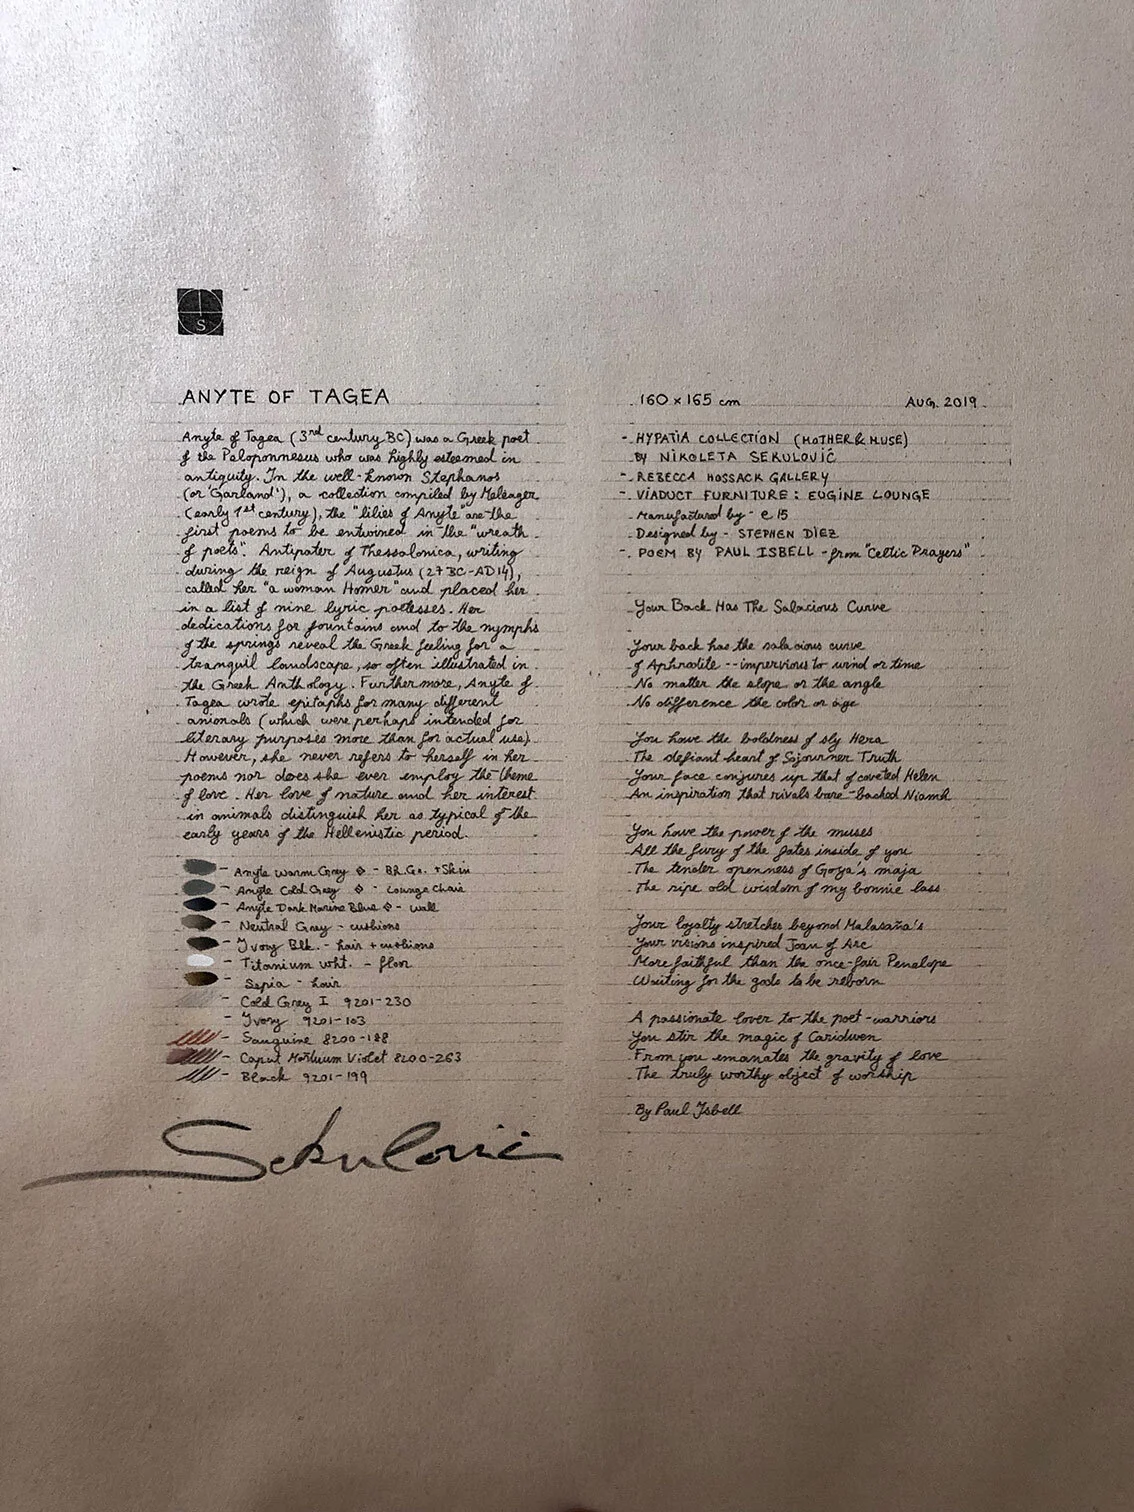 S
ANYTE OF TAGEA
Anyte of Tagea (3rd century BC) was a Greek poet
of the Paloponnesus who was highly esteemed in
antiquity. In the well-known Stephanos
(or 'Garland'), a collection compiled by Meleager
(early 1st century), the "lilies of Anyte" are the
first poems to be entwined in the "wreath
of poets". Antipater of Thessalonica, writing
during the reign of Augustus (27 BC-AD14),
called her "a woman Homer" and placed her
in a list of nine lyric poetesses. Her
dedications for fountains and to the nymphs
of the springs reveal the Greek feeling for a
tranquil landscape, so often illustrated in
the Greek Anthology. Furthermore, Anyte of
Tagea wrote epitaphs for many different
animals (which were perhaps intended for
literary purposes more than for actual use).
However, she never refers to herself in her
poems nor does she ever employ the theme
of love. Her love of nature and her interest
in animals distinguish her as typical of the
early years of the Hellenistic period.
- Anyte Warm Grey - BR.Go. + Skin
- Anyte Cold Grey - Lounge Chair
- Anyte Dark Marine Blue - wall
- Neutral Grey - cushions
- Ivory Blk. - hair + cushions
- Titanium wht. - floor
- Sepia - hair
- Cold Grey I 9201-230
- Ivory 9201-103
- Sanguine 8200-188
- Caput Mortuum Violet 8200-263
- Black 9201-199
Sekulović
160 x 165 cm AUG. 2019
- HYPATIA COLLECTION (MOTHER & MUSE)
BY NIKOLETA SEKULOVIĆ
- REBECCA HOSSACK GALLERY
- VIADUCT FURNITURE : EUGINE LOUNGE
Manufactured by - e15
Designed by - STEPHEN DIEZ
- POEM BY PAUL ISBELL - from "Celtic Prayers"
Your Back Has The Salacious Curve
Your back has the salacious curve
of Aphrodite -- impervious to wind or time
No matter the slope or the angle
No difference the color or age
You have the boldness of sly Hera
The defiant heart of Sojourner Truth
Your face conjures up that of coveted Helen
An inspiration that rivals bare-backed Niamh
You have the power of the muses
All the fury of the fates inside of you
The tender openness of Goya's maja
The ripe old wisdom of my bonnie lass
Your loyalty stretches beyond Malasaña's
Your visions inspired Joan of Arc
More faithful than the once-fair Penelope
Waiting for the gods to be reborn
A passionate lover to the poet-warriors
You stir the magic of Caridwen
From you emanates the gravity of love
The truly worthy object of worship
By Paul Isbell